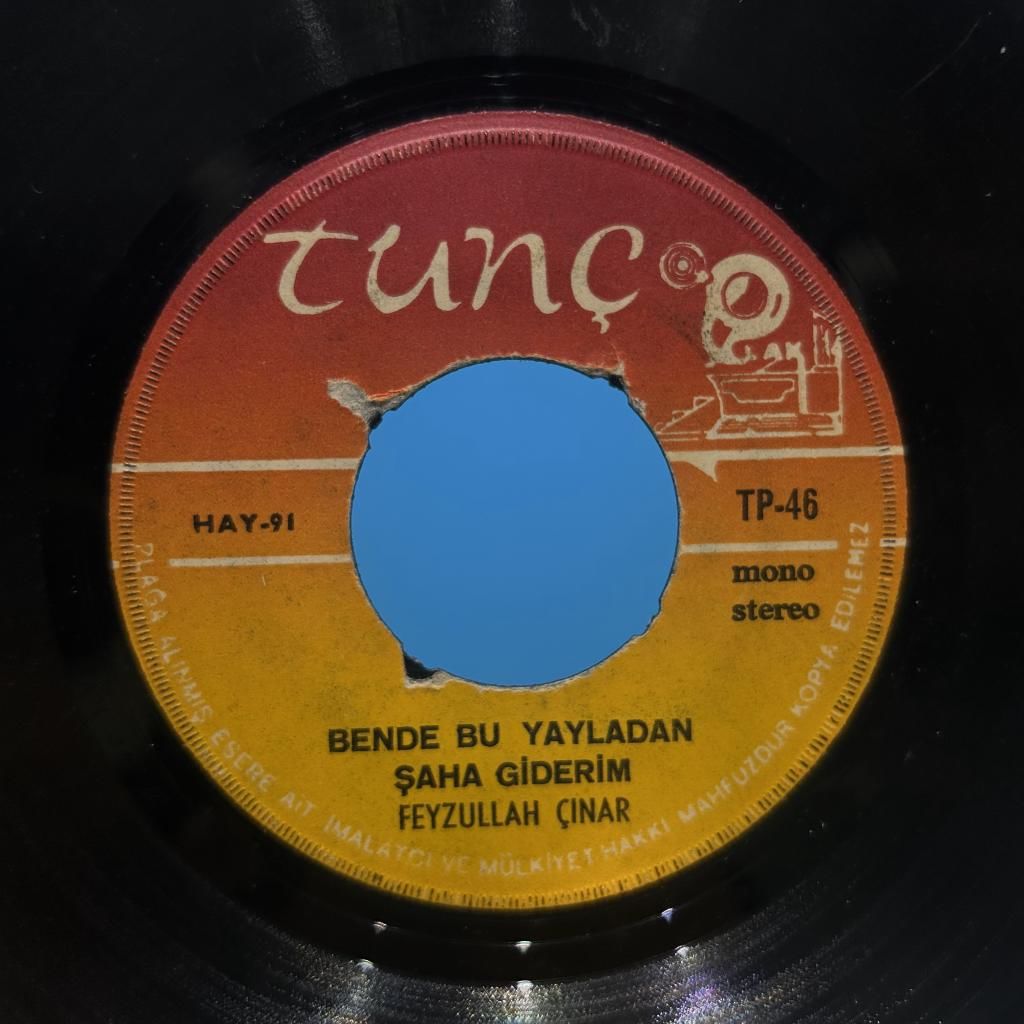 tunç
HAY-91
TP-46
mono
stereo
BENDE BU YAYLADAN
ŞAHA GİDERİM
FEYZULLAH ÇINAR
PLAĞA ALINMIŞ ESERE AİT İMALATCI VE MÜLKİYET HAKKI MAHFUZDUR KOPYA EDİLEMEZ